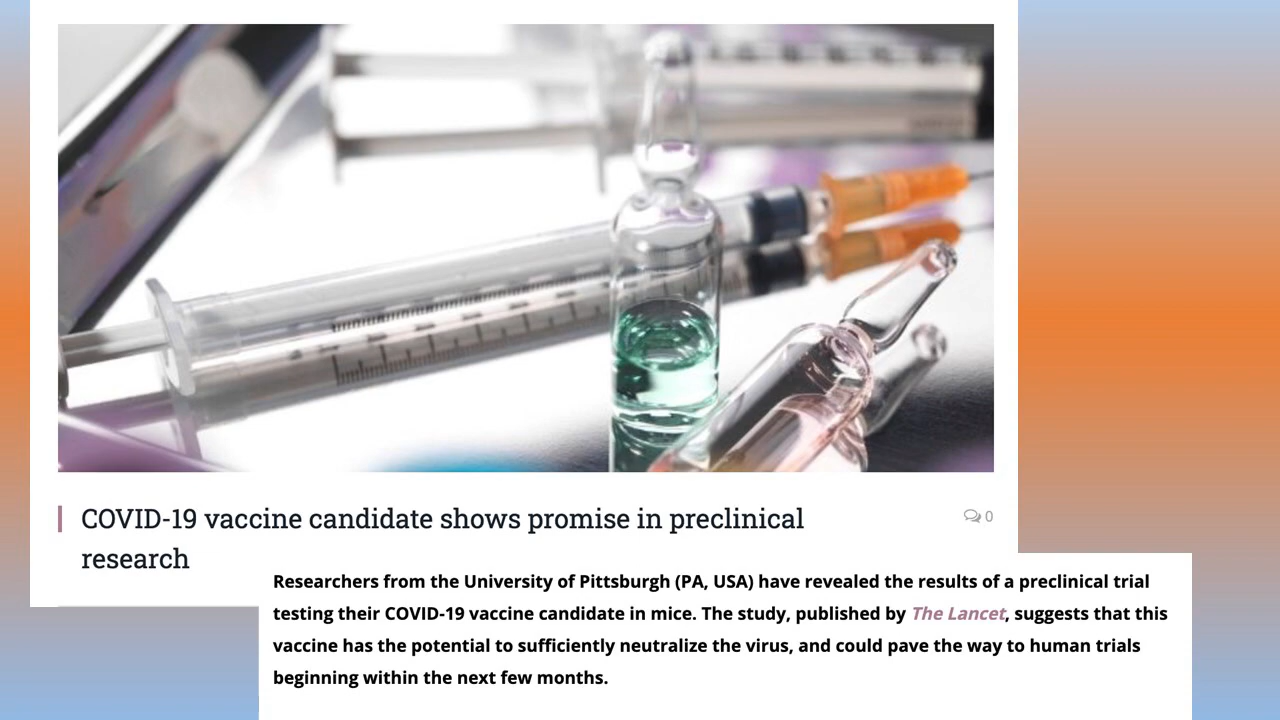 COVID-19 vaccine candidate shows promise in preclinical
research
0
Researchers from the University of Pittsburgh (PA, USA) have revealed the results of a preclinical trial
testing their COVID-19 vaccine candidate in mice. The study, published by The Lancet, suggests that this
vaccine has the potential to sufficiently neutralize the virus, and could pave the way to human trials
beginning within the next few months.